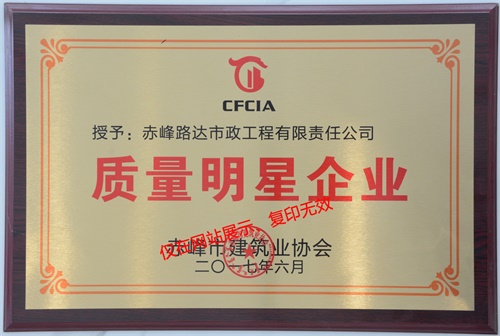 CFCIA
授予：赤峰路达市政工程有限责任公司
质量明星企业
仅在网站展示，复印无效
赤峰市建筑业协会
二〇一七年六月